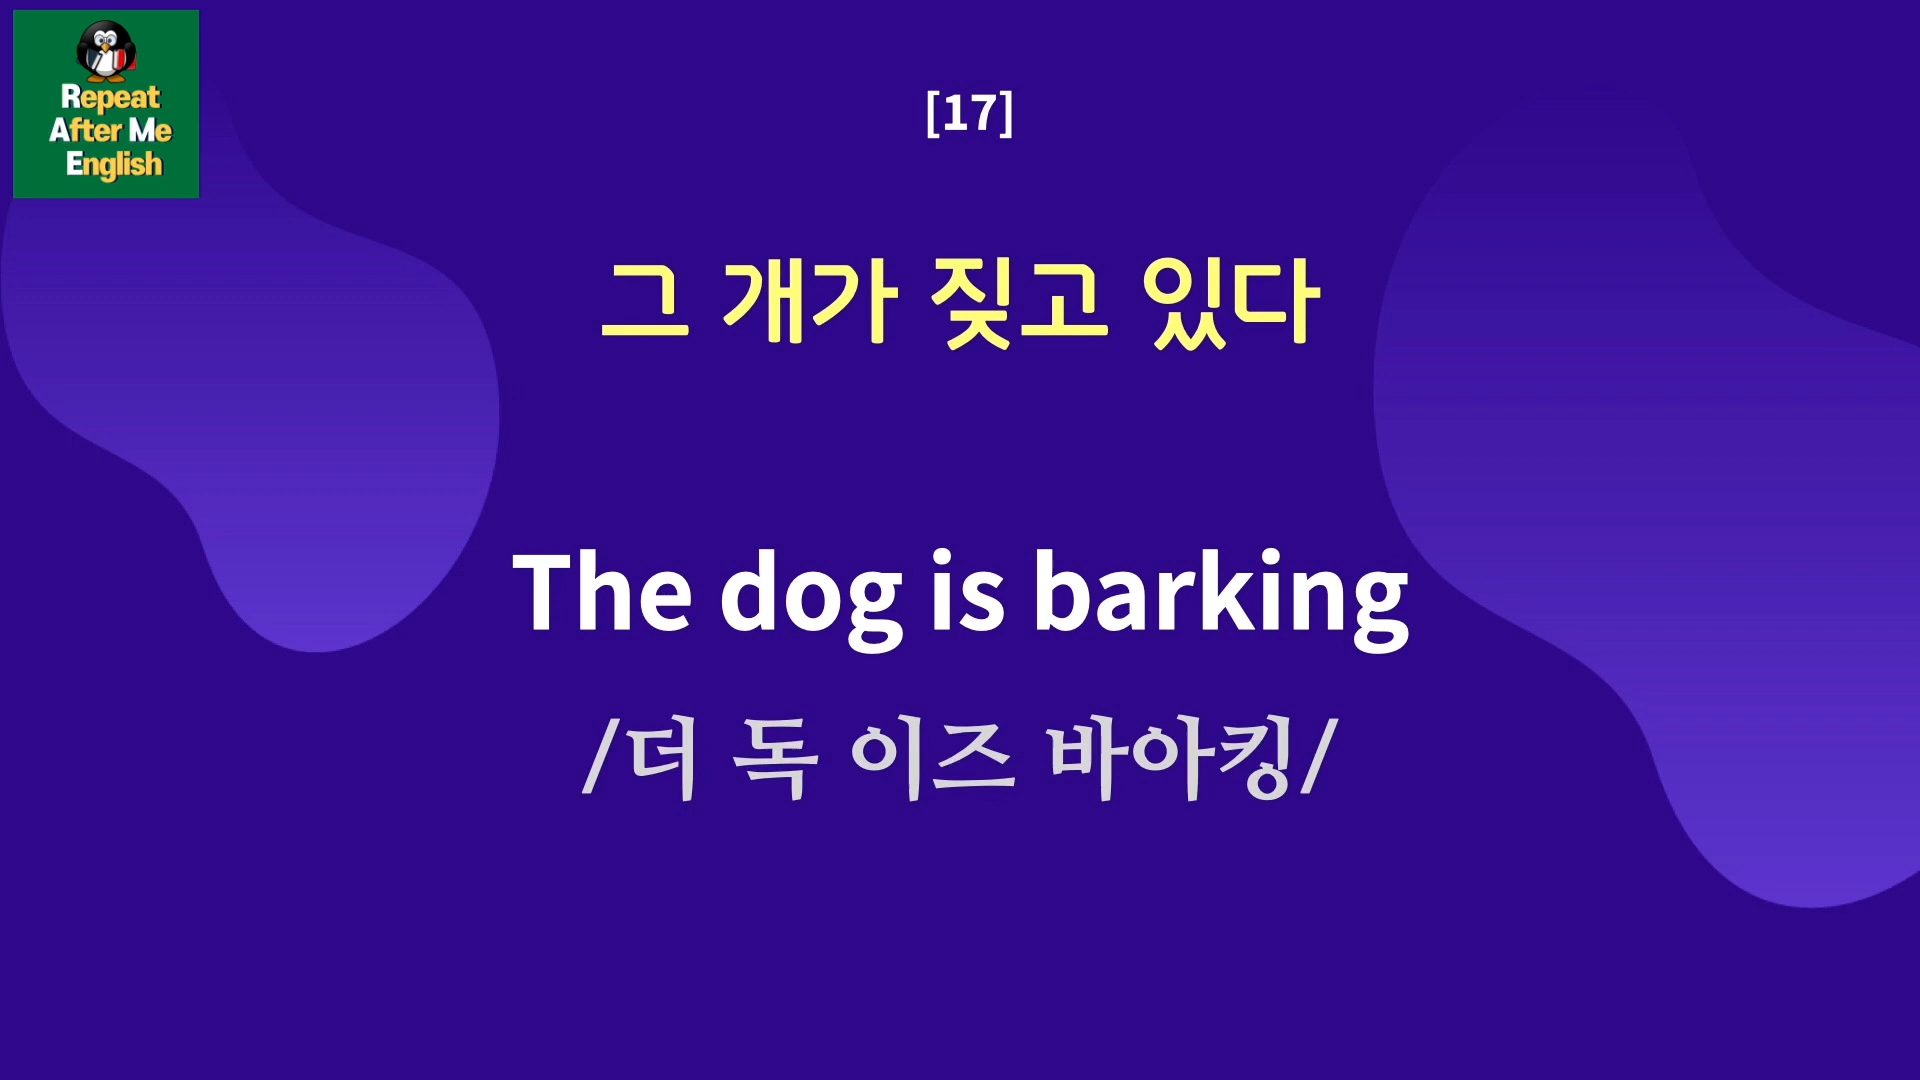 Repeat
After Me
English
[17]
그 개가 짖고 있다
The dog is barking
/더 독 이즈 바아킹/